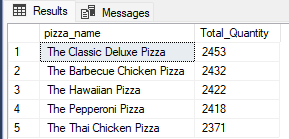 Results Messages
pizza_name Total_Quantity
1 The Classic Deluxe Pizza 2453
2 The Barbecue Chicken Pizza 2432
3 The Hawaiian Pizza 2422
4 The Pepperoni Pizza 2418
5 The Thai Chicken Pizza 2371